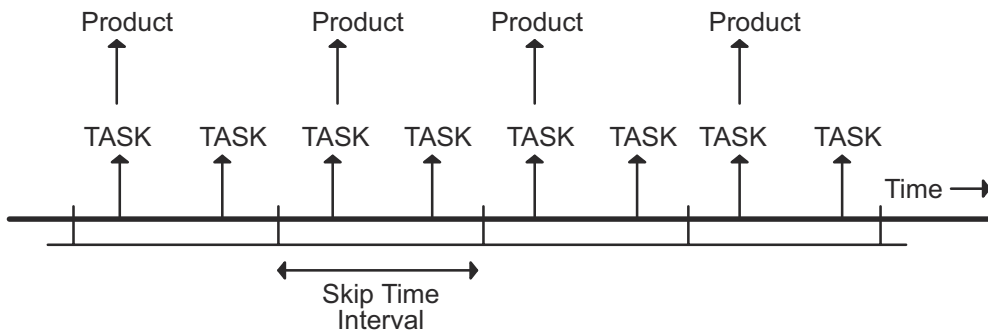 Product Product Product Product
TASK TASK TASK TASK TASK TASK TASK TASK
Time
Skip Time
Interval